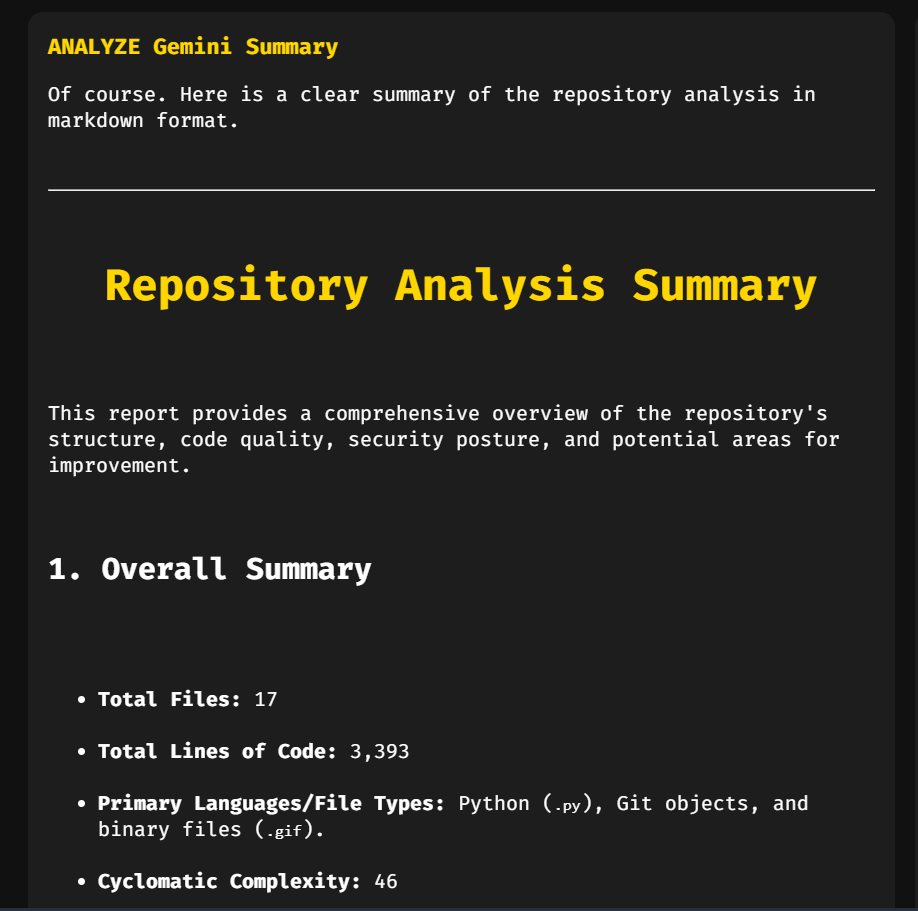 ANALYZE Gemini Summary
Of course. Here is a clear summary of the repository analysis in
markdown format.
Repository Analysis Summary
This report provides a comprehensive overview of the repository's
structure, code quality, security posture, and potential areas for
improvement.
1. Overall Summary
• Total Files: 17
• Total Lines of Code: 3,393
• Primary Languages/File Types: Python (.py), Git objects, and
binary files (.gif).
• Cyclomatic Complexity: 46